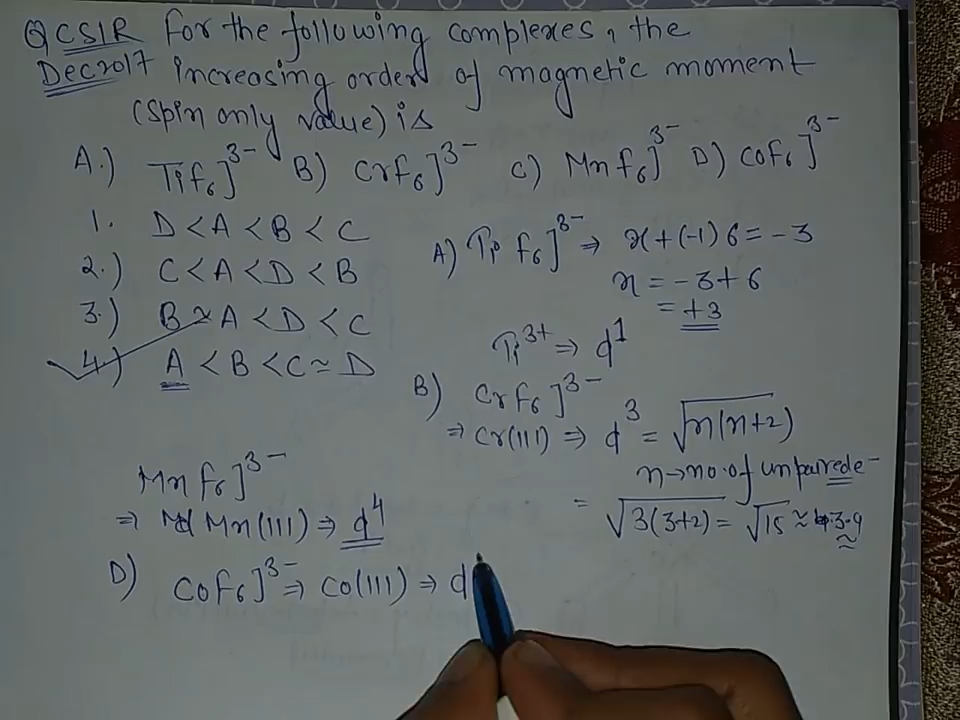 Q CSIR For the following complexes, the
Dec2017 increasing order of magnetic moment
(spin only value) is
A.) TiF6]3- B) CrF6]3- C) MnF6]3- D) CoF6]3-
1. D < A < B < C
2.) C < A < D < B
3.) B ≃ A < D < C
4.) A < B < C ≃ D
A) TiF6]3- ⇒ x+(-1)6 = -3
x = -3+6
= +3
Ti3+ ⇒ d1
B) CrF6]3-
⇒ Cr(III) ⇒ d3 = √n(n+2)
n→no. of unpaired e-
= √3(3+2) = √15 ≈ 3.9
≈
MnF6]3-
⇒ Mn(III) ⇒ d4
D) CoF6]3- ⇒ Co(III) ⇒ d